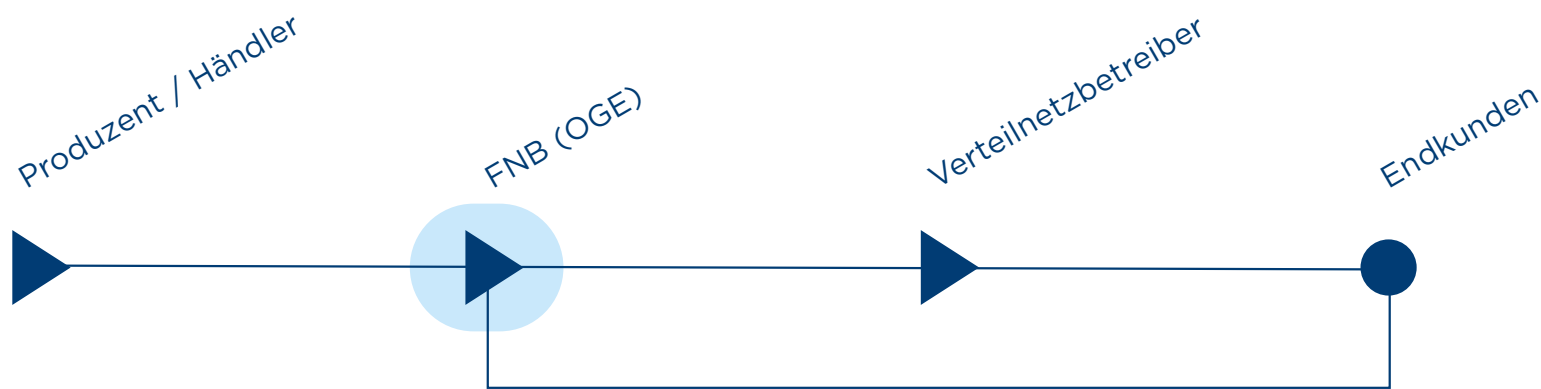 Produzent / Händler
FNB (OGE)
Verteilnetzbetreiber
Endkunden